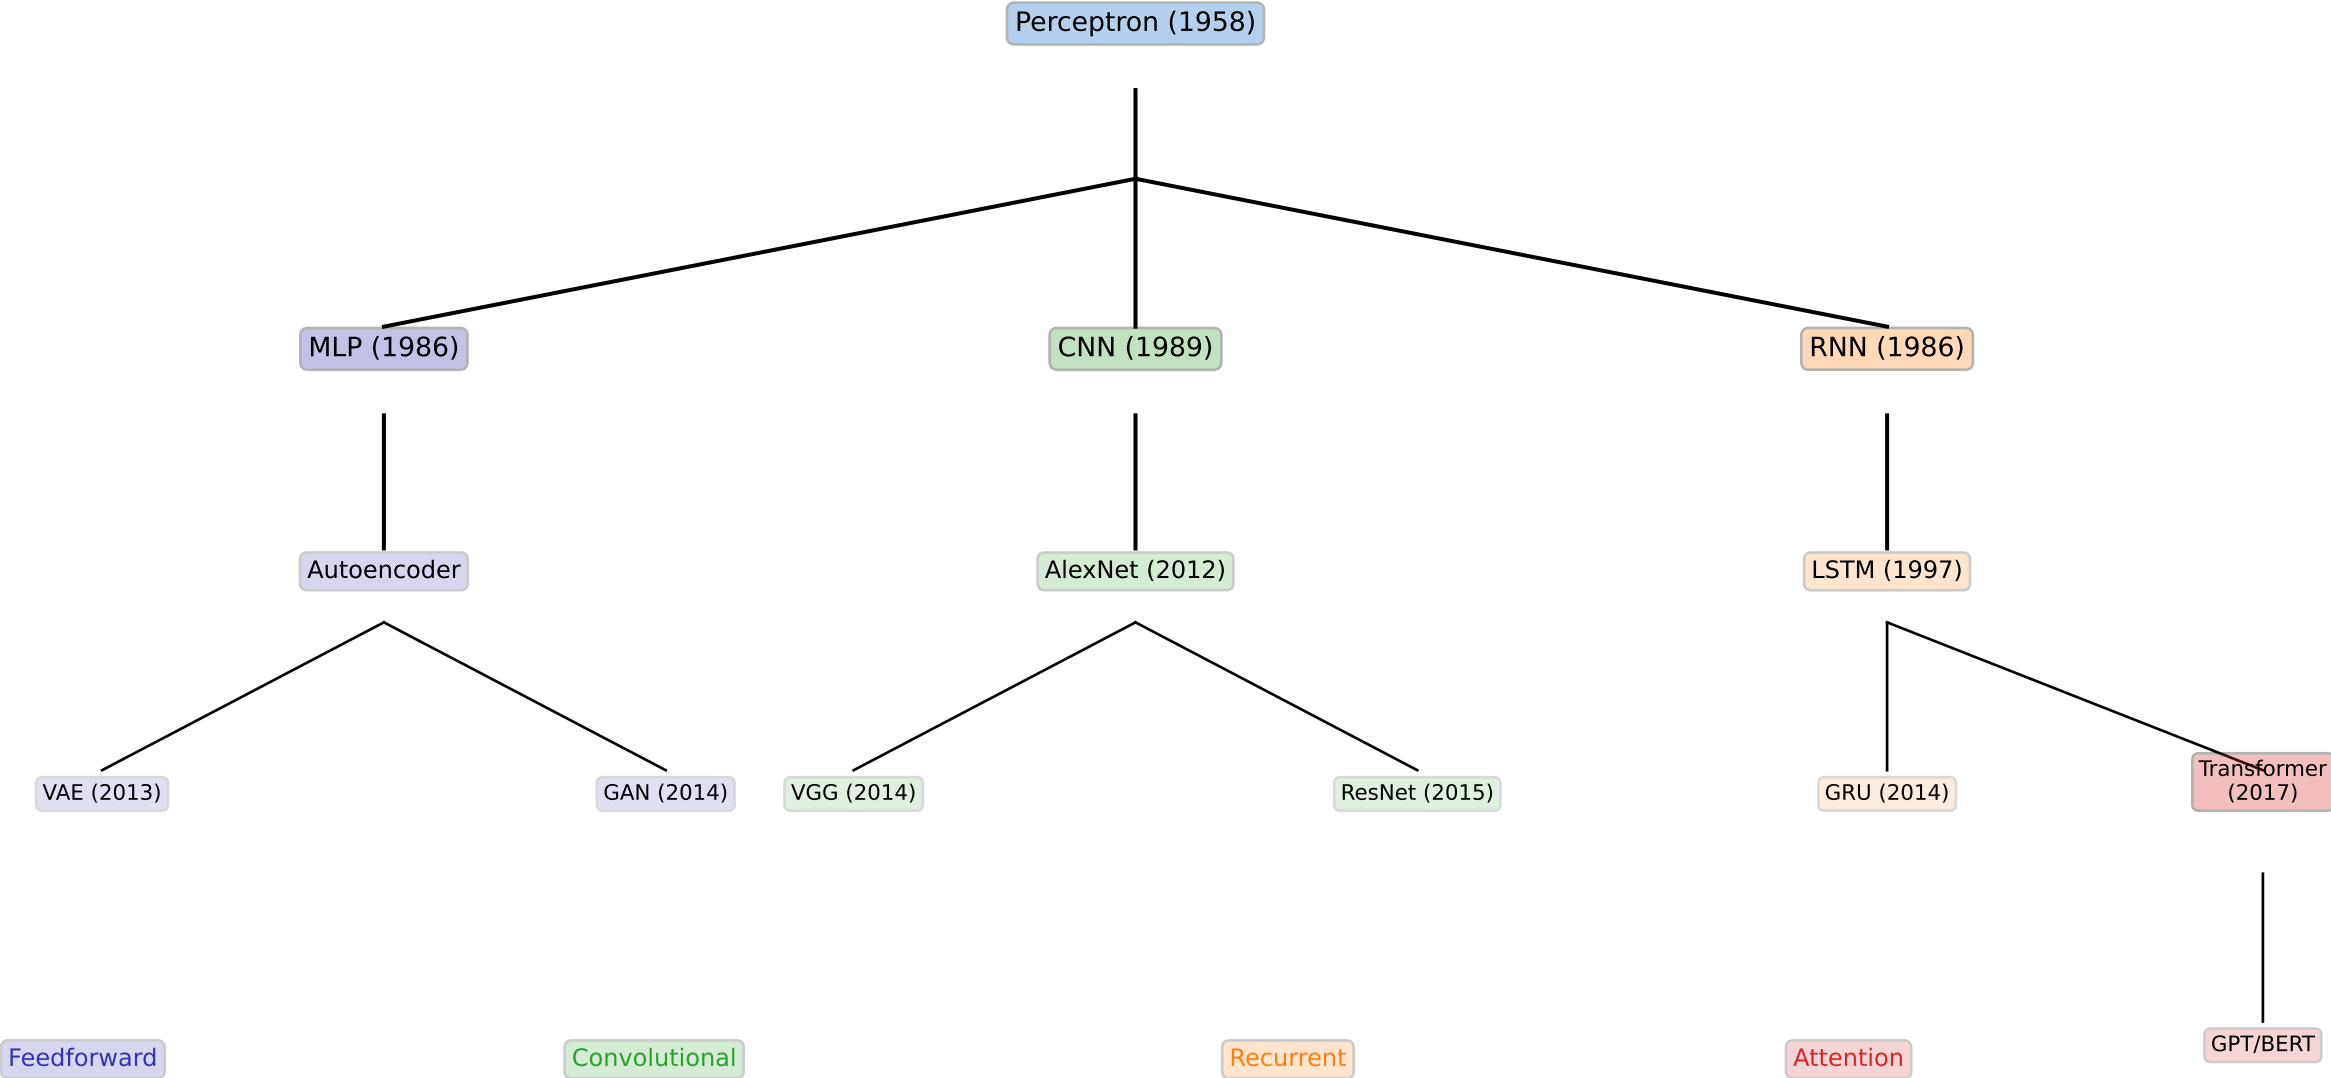 Perceptron (1958)
MLP (1986)
CNN (1989)
RNN (1986)
Autoencoder
AlexNet (2012)
LSTM (1997)
VAE (2013)
GAN (2014)
VGG (2014)
ResNet (2015)
GRU (2014)
Transformer
(2017)
GPT/BERT
Feedforward
Convolutional
Recurrent
Attention